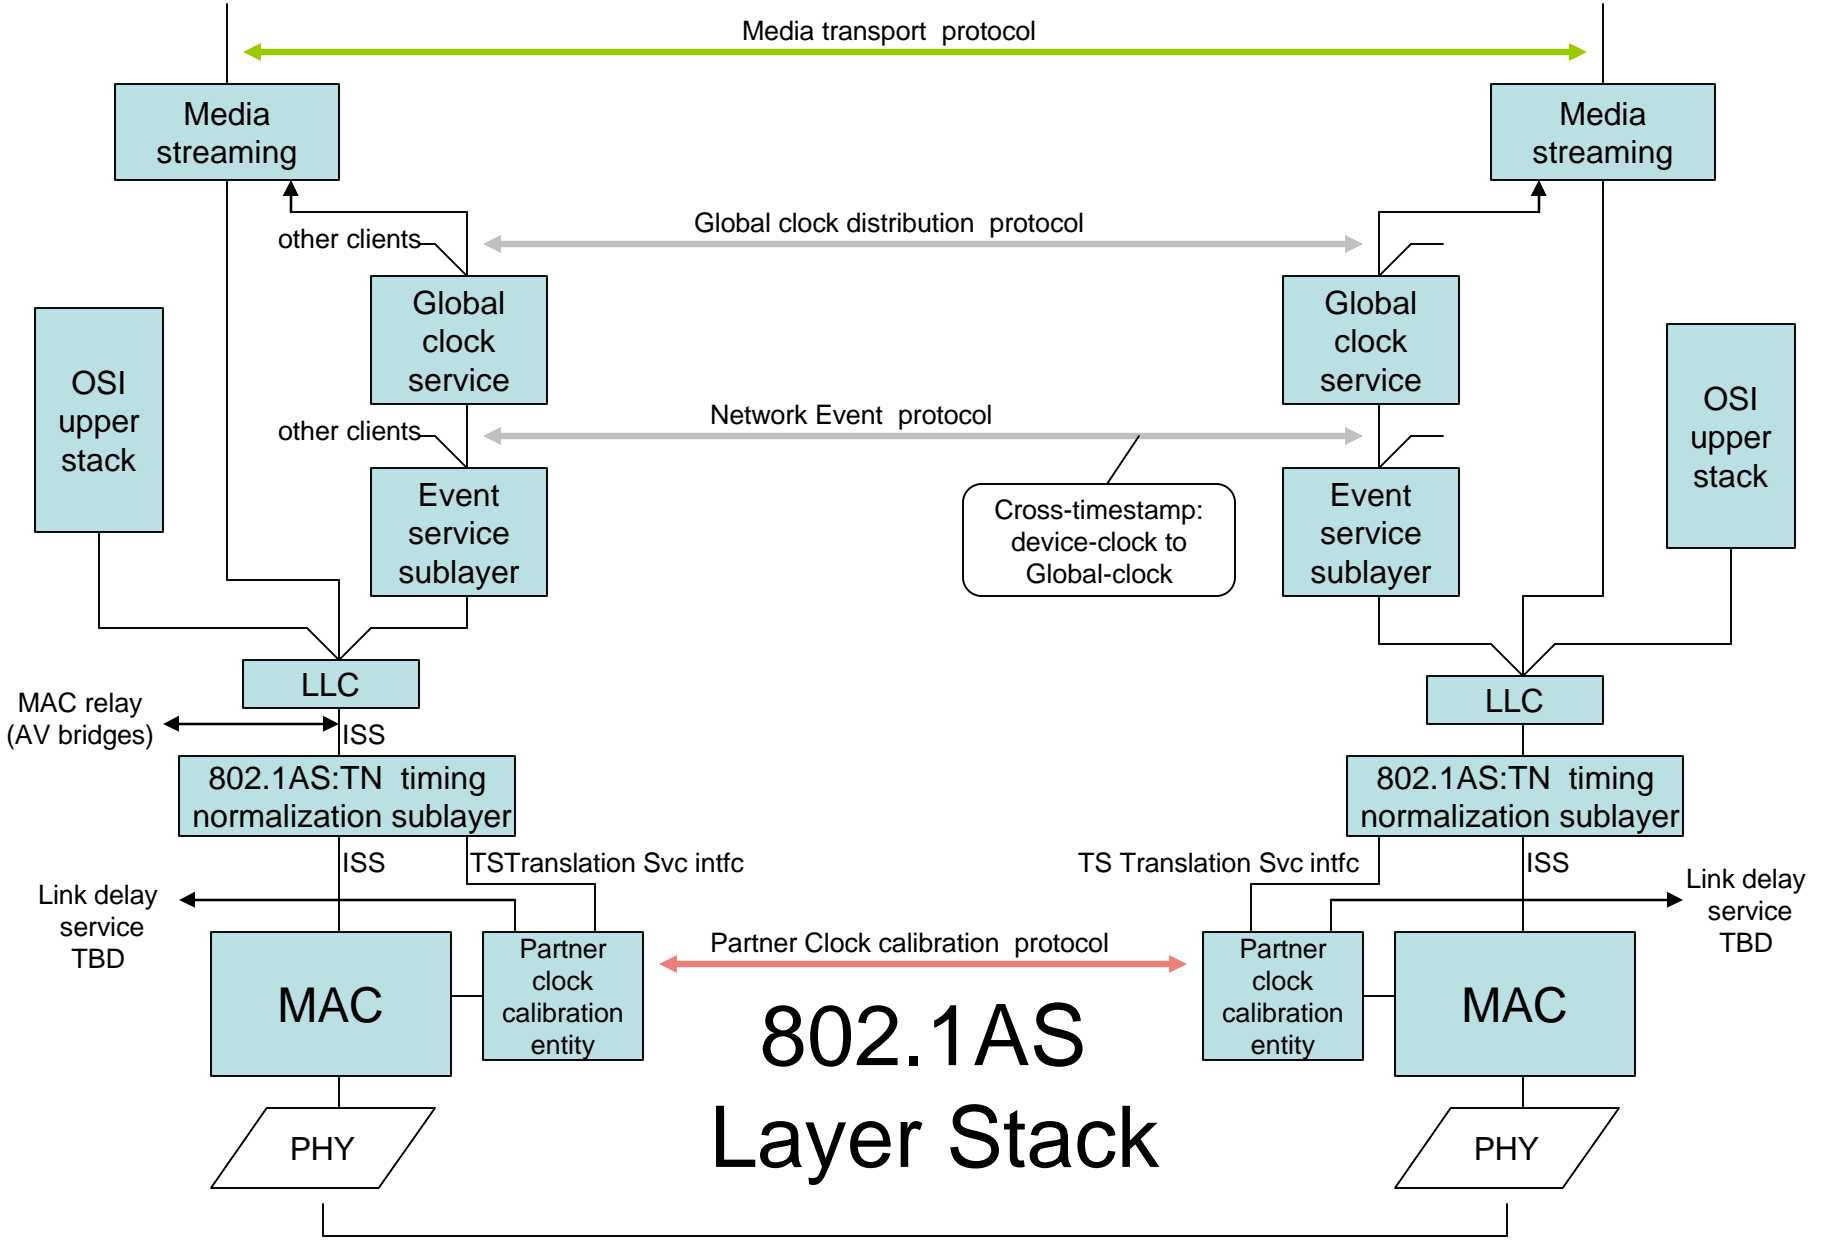 Media transport protocol
Media
streaming
Media
streaming
Global clock distribution protocol
other clients
Global
clock
service
Global
clock
service
OSI
upper
stack
OSI
upper
stack
Network Event protocol
other clients
Event
service
sublayer
Cross-timestamp:
device-clock to
Global-clock
Event
service
sublayer
LLC
LLC
MAC relay
(AV bridges)
ISS
802.1AS:TN timing
normalization sublayer
802.1AS:TN timing
normalization sublayer
ISS
TSTranslation Svc intfc
TS Translation Svc intfc
ISS
Link delay
service
TBD
Link delay
service
TBD
MAC
Partner
clock
calibration
entity
Partner Clock calibration protocol
Partner
clock
calibration
entity
MAC
802.1AS
Layer Stack
PHY
PHY